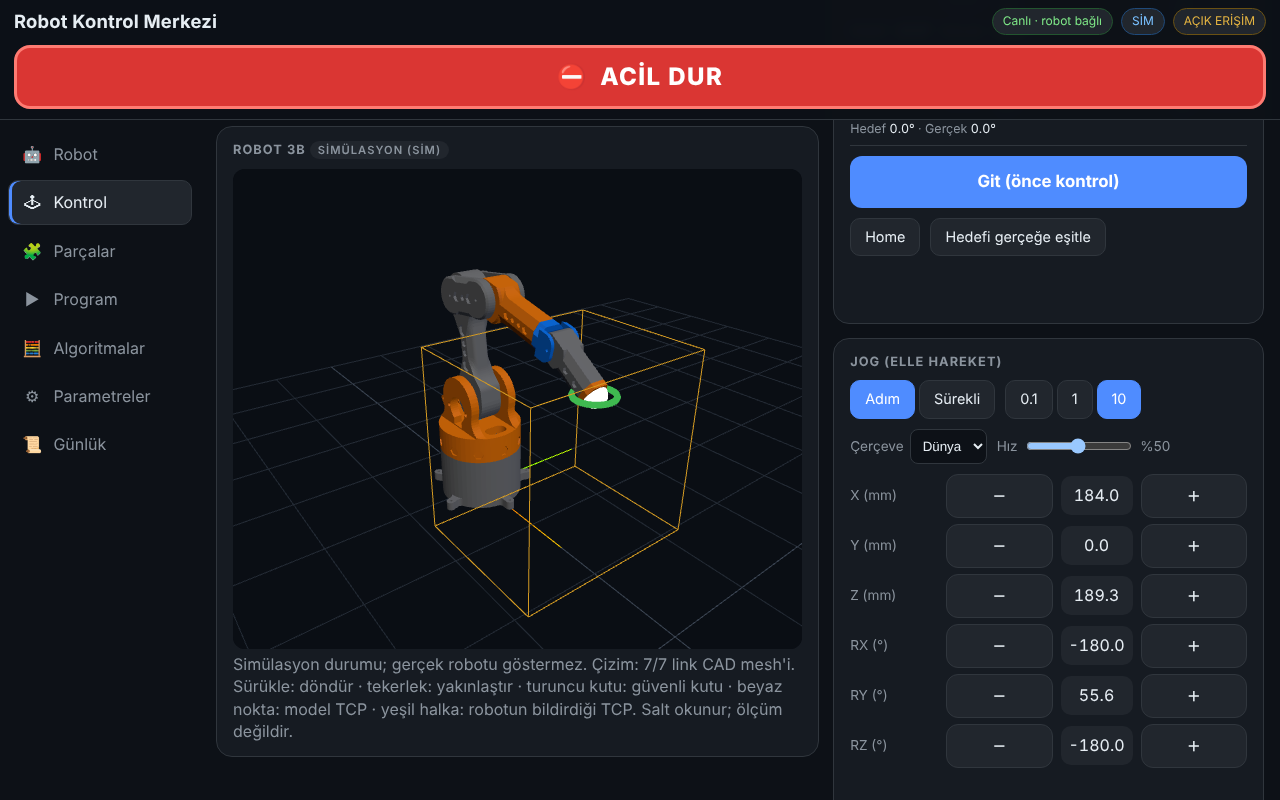 Robot Kontrol Merkezi
Canlı · robot bağlı
SİM
AÇIK ERİŞİM
ACİL DUR
Robot
Kontrol
Parçalar
Program
Algoritmalar
Parametreler
Günlük
ROBOT 3B SİMÜLASYON (SİM)
Simülasyon durumu; gerçek robotu göstermez. Çizim: 7/7 link CAD mesh'i.
Sürükle: döndür · tekerlek: yakınlaştır · turuncu kutu: güvenli kutu · beyaz
nokta: model TCP · yeşil halka: robotun bildirdiği TCP. Salt okunur; ölçüm
değildir.
Hedef 0.0° · Gerçek 0.0°
Git (önce kontrol)
Home
Hedefi gerçeğe eşitle
JOG (ELLE HAREKET)
Adım Sürekli 0.1 1 10
Çerçeve Dünya Hız %50
X (mm) − 184.0 +
Y (mm) − 0.0 +
Z (mm) − 189.3 +
RX (°) − -180.0 +
RY (°) − 55.6 +
RZ (°) − -180.0 +